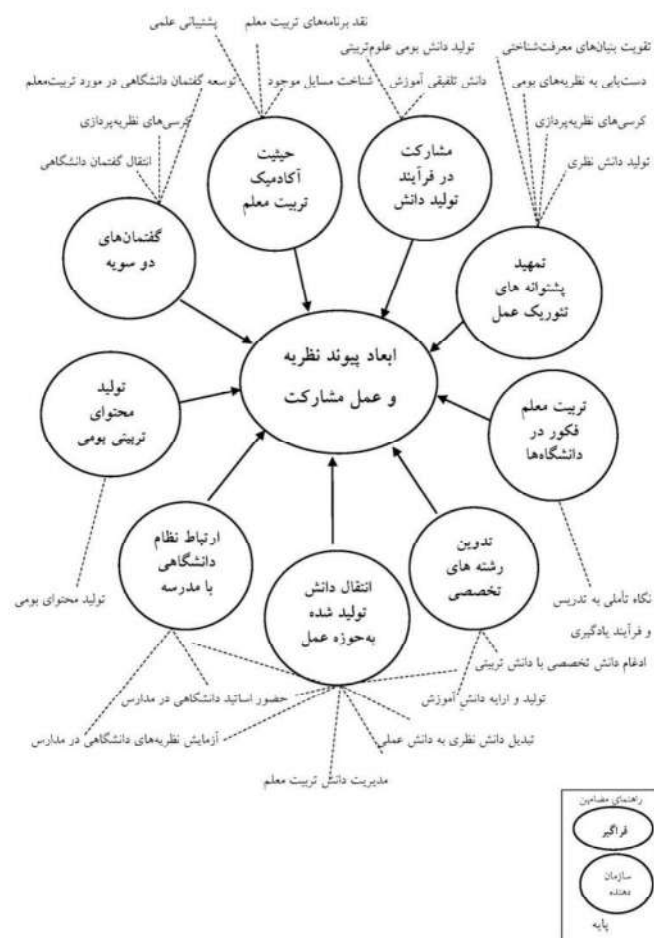 نقد برنامه‌های تربیت معلم
پشتیبانی علمی
تولید دانش بومی علوم‌تربیتی
تقویت بنیان‌های معرفت‌شناختی
توسعه گفتمان دانشگاهی در مورد تربیت‌معلم
شناخت مسایل موجود
دانش تلفیقی آموزش
دست‌یابی به نظریه‌های بومی
کرسی‌های نظریه‌پردازی
کرسی‌های نظریه‌پردازی
انتقال گفتمان دانشگاهی
تولید دانش نظری
حیثیت
آکادمیک
تربیت معلم
مشارکت
در فرآیند
تولید دانش
گفتمان‌های
دو سویه
تمهید
پشتوانه های
تئوریک عمل
ابعاد پیوند نظریه
و عمل مشارکت
تولید
محتوای
تربیتی بومی
تربیت معلم
فکور در
دانشگاه‌ها
ارتباط نظام
دانشگاهی
با مدرسه
انتقال دانش
تولید شده
به‌حوزه عمل
تدوین
رشته های
تخصصی
تولید محتوای بومی
نگاه تأملی به تدریس
و فرآیند یادگیری
ادغام دانش تخصصی با دانش تربیتی
حضور اساتید دانشگاهی در مدارس
تولید و ارایه دانشِ آموزش
آزمایش نظریه‌های دانشگاهی در مدارس
تبدیل دانش نظری به دانش عملی
مدیریت دانش تربیت معلم
راهنمای مضامین
فراگیر
سازمان
دهنده
پایه